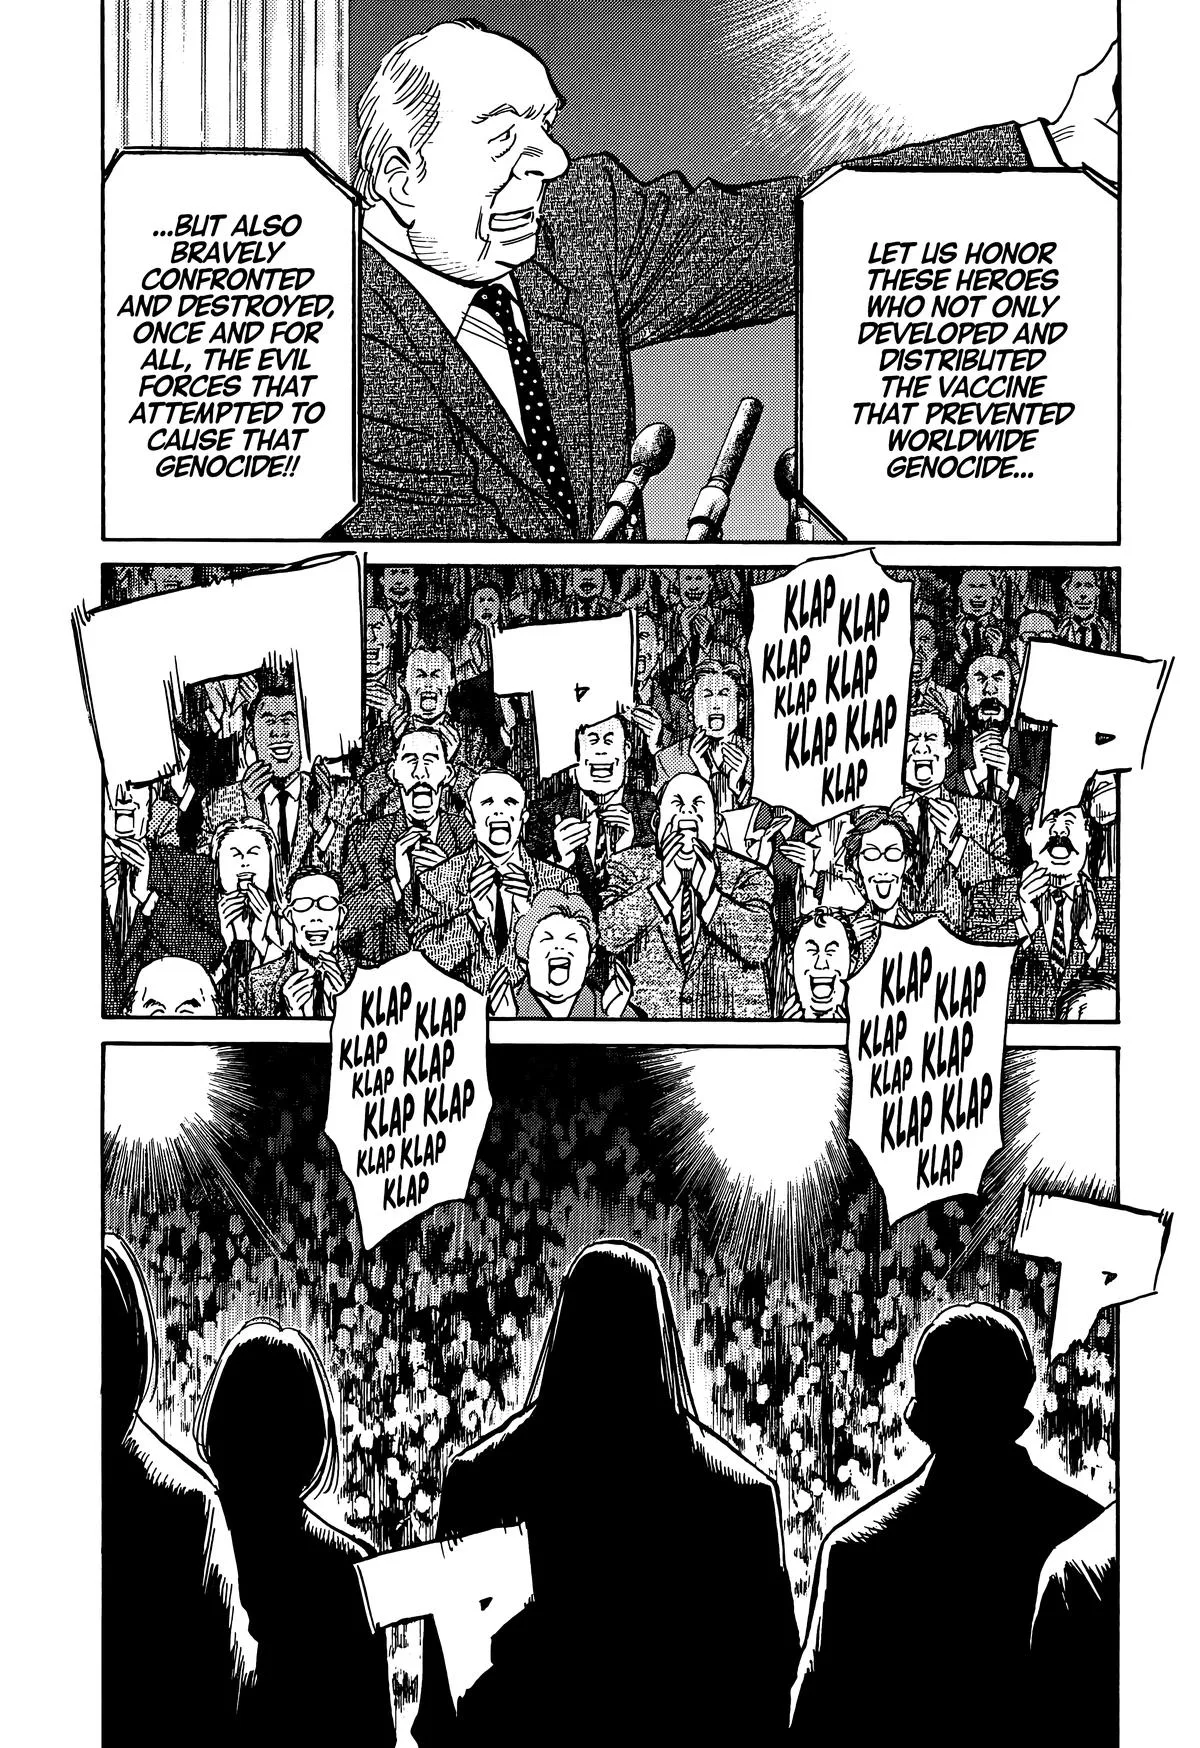 LET US HONOR
THESE HEROES
WHO NOT ONLY
DEVELOPED AND
DISTRIBUTED
THE VACCINE
THAT PREVENTED
WORLDWIDE
GENOCIDE...
...BUT ALSO
BRAVELY
CONFRONTED
AND DESTROYED,
ONCE AND FOR
ALL, THE EVIL
FORCES THAT
ATTEMPTED TO
CAUSE THAT
GENOCIDE!!
KLAP KLAP
KLAP KLAP
KLAP KLAP
KLAP KLAP
KLAP
KLAP KLAP
KLAP KLAP
KLAP KLAP
KLAP KLAP
KLAP
KLAP KLAP
KLAP KLAP
KLAP KLAP
KLAP KLAP
KLAP